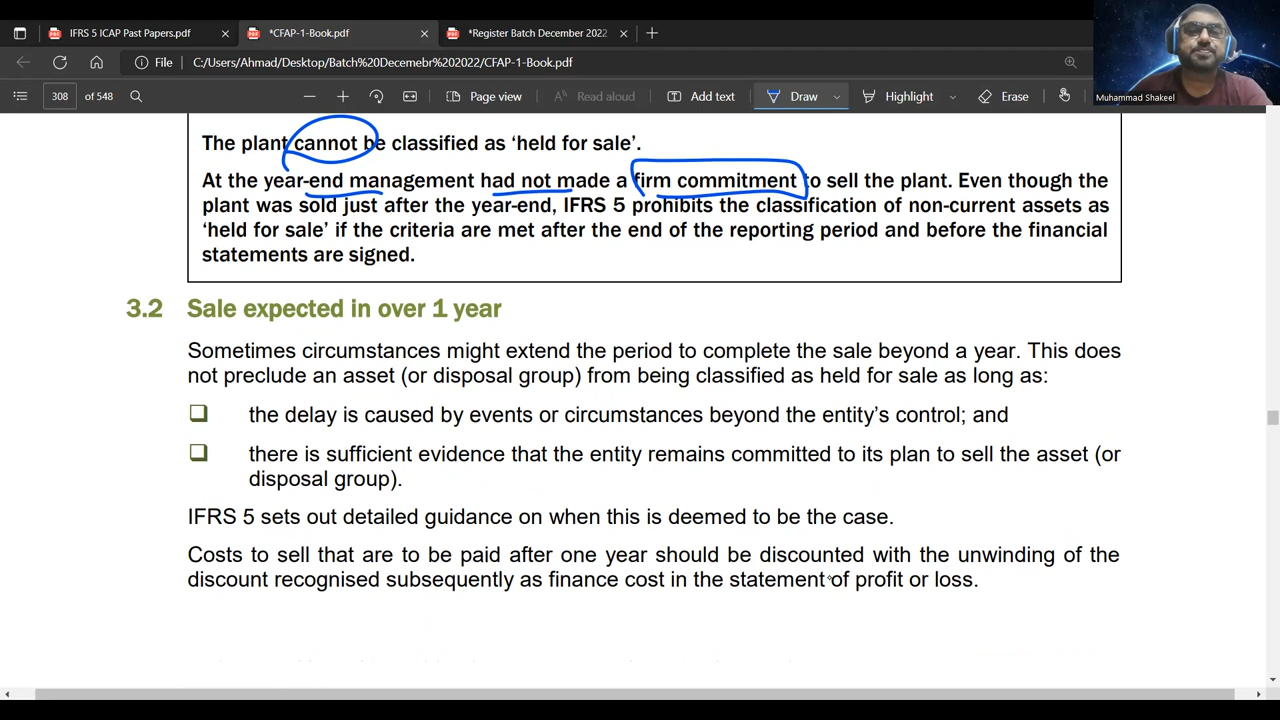 IFRS 5 ICAP Past Papers.pdf
*CFAP-1-Book.pdf
*Register Batch December 2022
File
C:/Users/Ahmad/Desktop/Batch%20Decemebr%202022/CFAP-1-Book.pdf
308 of 548
Page view
Read aloud
Add text
Draw
Highlight
Erase
Muhammad Shakeel
The plant cannot be classified as ‘held for sale’.
At the year-end management had not made a firm commitment to sell the plant. Even though the
plant was sold just after the year-end, IFRS 5 prohibits the classification of non-current assets as
‘held for sale’ if the criteria are met after the end of the reporting period and before the financial
statements are signed.
3.2 Sale expected in over 1 year
Sometimes circumstances might extend the period to complete the sale beyond a year. This does
not preclude an asset (or disposal group) from being classified as held for sale as long as:
the delay is caused by events or circumstances beyond the entity’s control; and
there is sufficient evidence that the entity remains committed to its plan to sell the asset (or
disposal group).
IFRS 5 sets out detailed guidance on when this is deemed to be the case.
Costs to sell that are to be paid after one year should be discounted with the unwinding of the
discount recognised subsequently as finance cost in the statement of profit or loss.